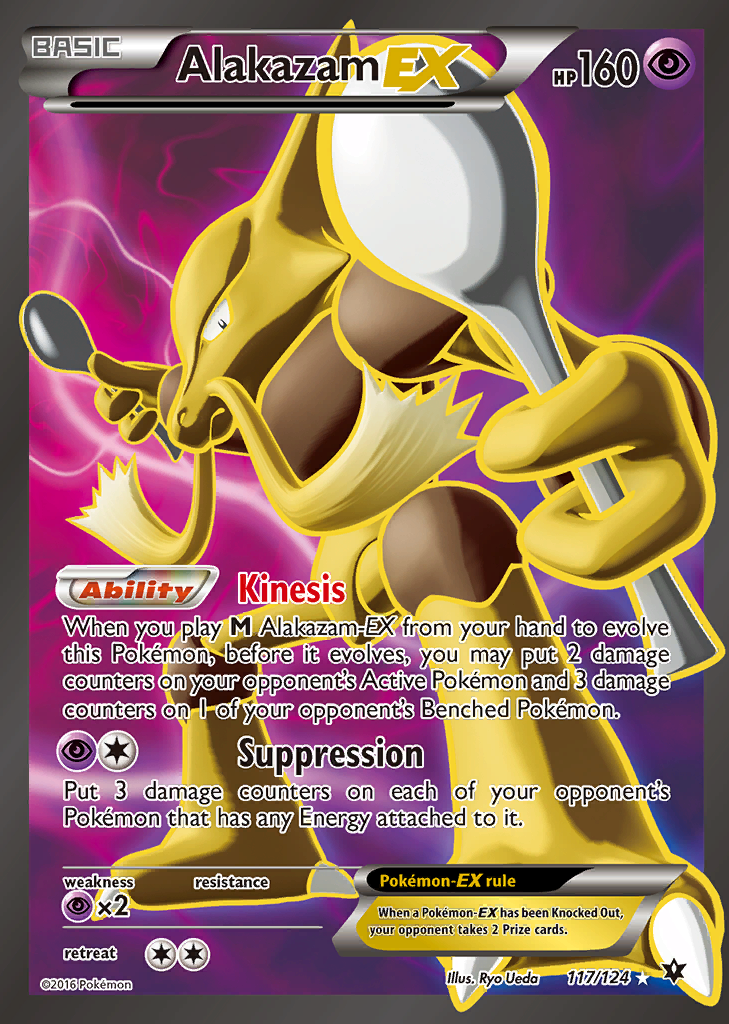 BASIC Alakazam EX HP160
Ability Kinesis
When you play M Alakazam-EX from your hand to evolve
this Pokémon, before it evolves, you may put 2 damage
counters on your opponent's Active Pokémon and 3 damage
counters on 1 of your opponent's Benched Pokémon.
Suppression
Put 3 damage counters on each of your opponent's
Pokémon that has any Energy attached to it.
weakness resistance
×2
Pokémon-EX rule
When a Pokémon-EX has been Knocked Out,
your opponent takes 2 Prize cards.
retreat
©2016 Pokémon
Illus. Ryo Ueda 117/124